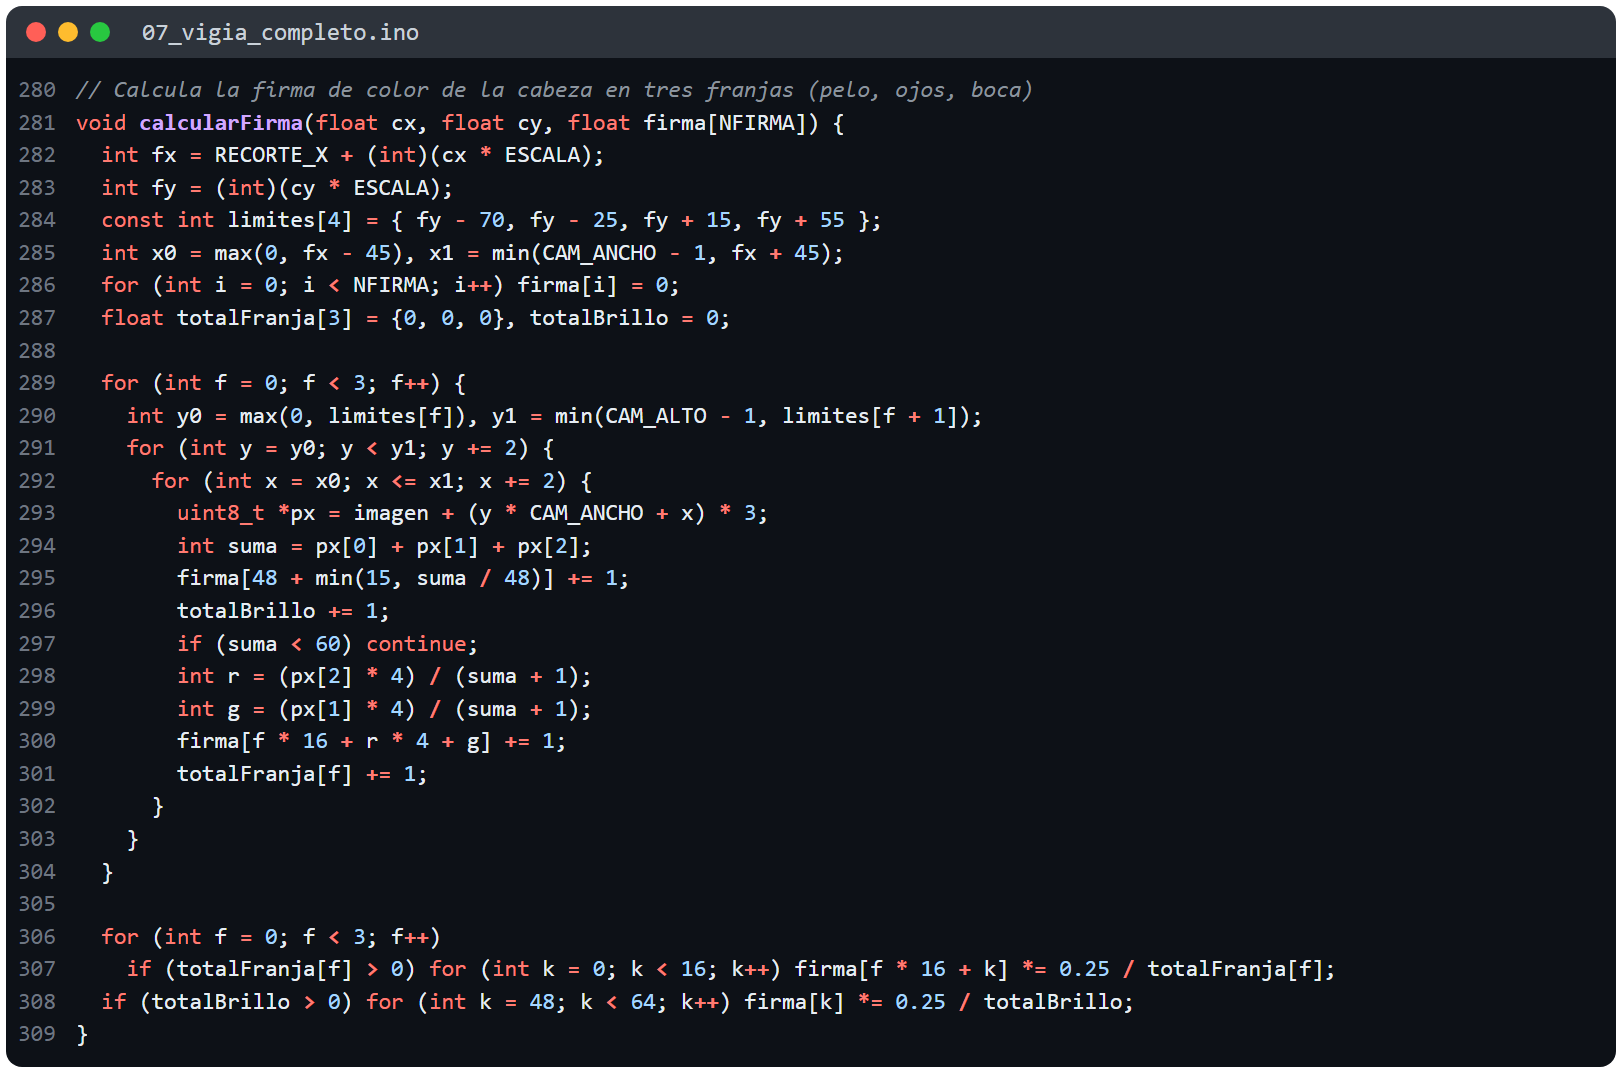 07_vigia_completo.ino
280 // Calcula la firma de color de la cabeza en tres franjas (pelo, ojos, boca)
281 void calcularFirma(float cx, float cy, float firma[NFIRMA]) {
282   int fx = RECORTE_X + (int)(cx * ESCALA);
283   int fy = (int)(cy * ESCALA);
284   const int limites[4] = { fy - 70, fy - 25, fy + 15, fy + 55 };
285   int x0 = max(0, fx - 45), x1 = min(CAM_ANCHO - 1, fx + 45);
286   for (int i = 0; i < NFIRMA; i++) firma[i] = 0;
287   float totalFranja[3] = {0, 0, 0}, totalBrillo = 0;
288
289   for (int f = 0; f < 3; f++) {
290     int y0 = max(0, limites[f]), y1 = min(CAM_ALTO - 1, limites[f + 1]);
291     for (int y = y0; y < y1; y += 2) {
292       for (int x = x0; x <= x1; x += 2) {
293         uint8_t *px = imagen + (y * CAM_ANCHO + x) * 3;
294         int suma = px[0] + px[1] + px[2];
295         firma[48 + min(15, suma / 48)] += 1;
296         totalBrillo += 1;
297         if (suma < 60) continue;
298         int r = (px[2] * 4) / (suma + 1);
299         int g = (px[1] * 4) / (suma + 1);
300         firma[f * 16 + r * 4 + g] += 1;
301         totalFranja[f] += 1;
302       }
303     }
304   }
305
306   for (int f = 0; f < 3; f++)
307     if (totalFranja[f] > 0) for (int k = 0; k < 16; k++) firma[f * 16 + k] *= 0.25 / totalFranja[f];
308   if (totalBrillo > 0) for (int k = 48; k < 64; k++) firma[k] *= 0.25 / totalBrillo;
309 }